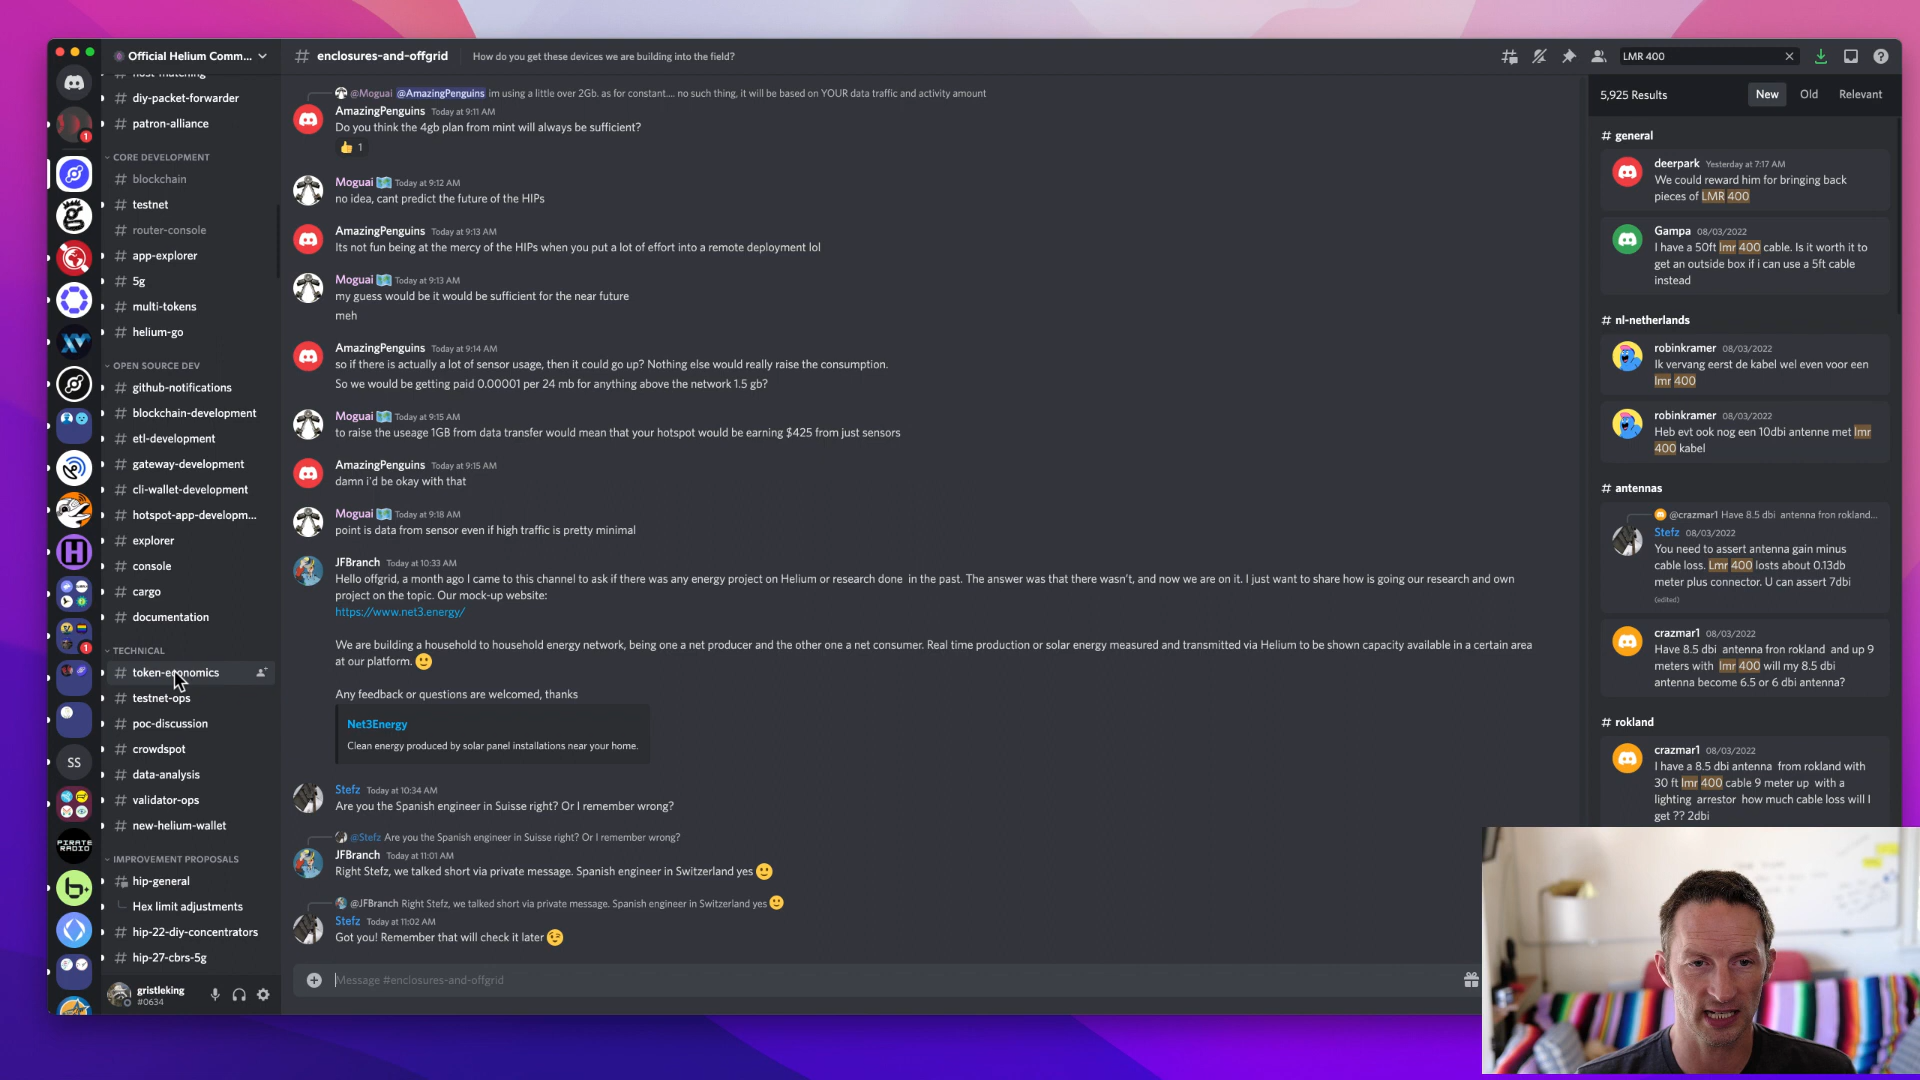 Official Helium Comm...
host-matching
# diy-packet-forwarder
# patron-alliance
CORE DEVELOPMENT
# blockchain
# testnet
# router-console
# app-explorer
# 5g
# multi-tokens
# helium-go
OPEN SOURCE DEV
# github-notifications
# blockchain-development
# etl-development
# gateway-development
# cli-wallet-development
# hotspot-app-developm...
# explorer
# console
# cargo
# documentation
TECHNICAL
# token-economics
# testnet-ops
# poc-discussion
# crowdspot
# data-analysis
# validator-ops
# new-helium-wallet
IMPROVEMENT PROPOSALS
hip-general
Hex limit adjustments
# hip-22-diy-concentrators
# hip-27-cbrs-5g
gristleking
#0634
1
1
SS
PIRATE
RADIO
# enclosures-and-offgrid
How do you get these devices we are building into the field?
@Moguai @AmazingPenguins im using a little over 2Gb. as for constant.... no such thing, it will be based on YOUR data traffic and activity amount
AmazingPenguins Today at 9:11 AM
Do you think the 4gb plan from mint will always be sufficient?
👍 1
Moguai Today at 9:12 AM
no idea, cant predict the future of the HIPs
AmazingPenguins Today at 9:13 AM
Its not fun being at the mercy of the HIPs when you put a lot of effort into a remote deployment lol
Moguai Today at 9:13 AM
my guess would be it would be sufficient for the near future
meh
AmazingPenguins Today at 9:14 AM
so if there is actually a lot of sensor usage, then it could go up? Nothing else would really raise the consumption.
So we would be getting paid 0.00001 per 24 mb for anything above the network 1.5 gb?
Moguai Today at 9:15 AM
to raise the useage 1GB from data transfer would mean that your hotspot would be earning $425 from just sensors
AmazingPenguins Today at 9:15 AM
damn i'd be okay with that
Moguai Today at 9:18 AM
point is data from sensor even if high traffic is pretty minimal
JFBranch Today at 10:33 AM
Hello offgrid, a month ago I came to this channel to ask if there was any energy project on Helium or research done in the past. The answer was that there wasn't, and now we are on it. I just want to share how is going our research and own
project on the topic. Our mock-up website:
https://www.net3.energy/
We are building a household to household energy network, being one a net producer and the other one a net consumer. Real time production or solar energy measured and transmitted via Helium to be shown capacity available in a certain area
at our platform. 🙂
Any feedback or questions are welcomed, thanks
Net3Energy
Clean energy produced by solar panel installations near your home.
Stefz Today at 10:34 AM
Are you the Spanish engineer in Suisse right? Or I remember wrong?
@Stefz Are you the Spanish engineer in Suisse right? Or I remember wrong?
JFBranch Today at 11:01 AM
Right Stefz, we talked short via private message. Spanish engineer in Switzerland yes 🙂
@JFBranch Right Stefz, we talked short via private message. Spanish engineer in Switzerland yes 🙂
Stefz Today at 11:02 AM
Got you! Remember that will check it later 😉
Message #enclosures-and-offgrid
LMR 400
5,925 Results
New Old Relevant
# general
deerpark Yesterday at 7:17 AM
We could reward him for bringing back
pieces of LMR 400
Gampa 08/03/2022
I have a 50ft lmr 400 cable. Is it worth it to
get an outside box if i can use a 5ft cable
instead
# nl-netherlands
robinkramer 08/03/2022
Ik vervang eerst de kabel wel even voor een
lmr 400
robinkramer 08/03/2022
Heb evt ook nog een 10dbi antenne met lmr
400 kabel
# antennas
@crazmar1 Have 8.5 dbi antenna fron rokland...
Stefz 08/03/2022
You need to assert antenna gain minus
cable loss. Lmr 400 losts about 0.13db
meter plus connector. U can assert 7dbi
(edited)
crazmar1 08/03/2022
Have 8.5 dbi antenna fron rokland and up 9
meters with lmr 400 will my 8.5 dbi
antenna become 6.5 or 6 dbi antenna?
# rokland
crazmar1 08/03/2022
I have a 8.5 dbi antenna from rokland with
30 ft lmr 400 cable 9 meter up with a
lighting arrestor how much cable loss will I
get ?? 2dbi